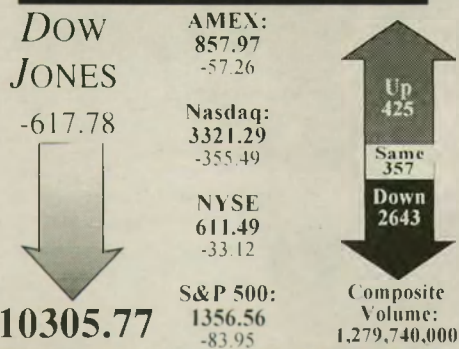 DOW
JONES
-617.78
10305.77
AMEX:
857.97
-57.26
Nasdaq:
3321.29
-355.49
NYSE
611.49
-33.12
S&P 500:
1356.56
-83.95
Up
425
Same
357
Down
2643
Composite
Volume:
1,279,740,000